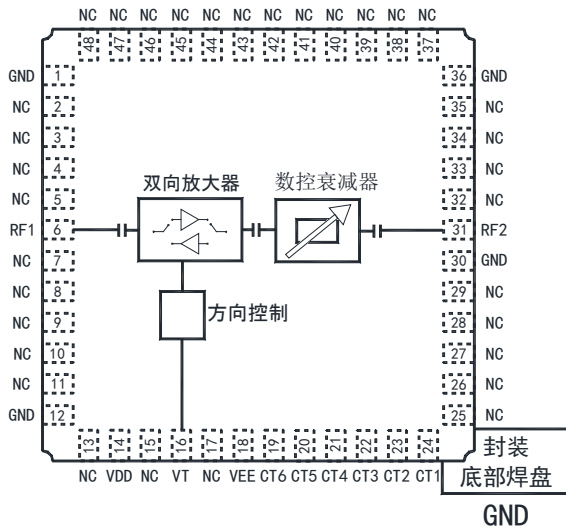 NC NC NC NC NC NC NC NC NC NC NC NC
48 47 46 45 44 43 42 41 40 39 38 37
GND 1 36 GND
NC 2 35 NC
NC 3 34 NC
NC 4 33 NC
双向放大器 数控衰减器
NC 5 32 NC
RF1 6 31 RF2
NC 7 30 GND
NC 8 29 NC
方向控制
NC 9 28 NC
NC 10 27 NC
NC 11 26 NC
GND 12 25 NC
13 14 15 16 17 18 19 20 21 22 23 24
NC VDD NC VT NC VEE CT6 CT5 CT4 CT3 CT2 CT1
封装
底部焊盘
GND